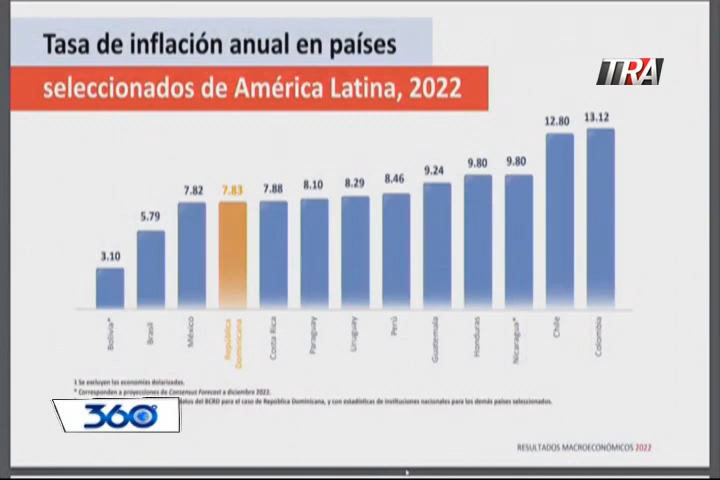 Tasa de inflación anual en países
seleccionados de América Latina, 2022
TRA
3.10
5.79
7.82
7.83
7.88
8.10
8.29
8.46
9.24
9.80
9.80
12.80
13.12
Bolivia*
Brasil
México
República
Dominicana
Costa Rica
Paraguay
Uruguay
Perú
Guatemala
Honduras
Nicaragua*
Chile
Colombia
1 Se excluyen las economías dolarizadas.
* Corresponden a proyecciones de Consensus Forecast a diciembre 2022.
del BCRD para el caso de República Dominicana, y con estadísticas de instituciones nacionales para los demás países seleccionados.
360°
RESULTADOS MACROECONÓMICOS 2022